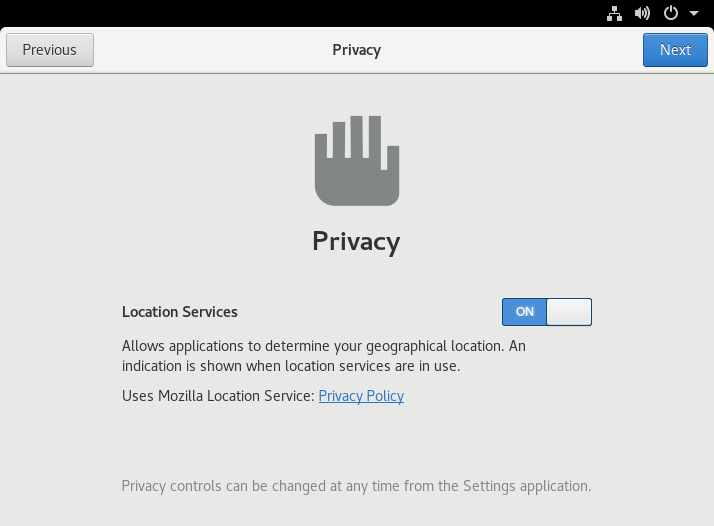 Previous
Privacy
Next
Privacy
Location Services
ON
Allows applications to determine your geographical location. An
indication is shown when location services are in use.
Uses Mozilla Location Service: Privacy Policy
Privacy controls can be changed at any time from the Settings application.